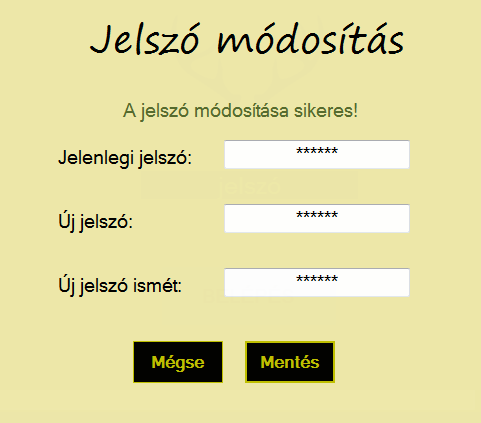 Jelszó módosítás
A jelszó módosítása sikeres!
Jelenlegi jelszó: ******
Új jelszó: ******
Új jelszó ismét: ******
Mégse Mentés